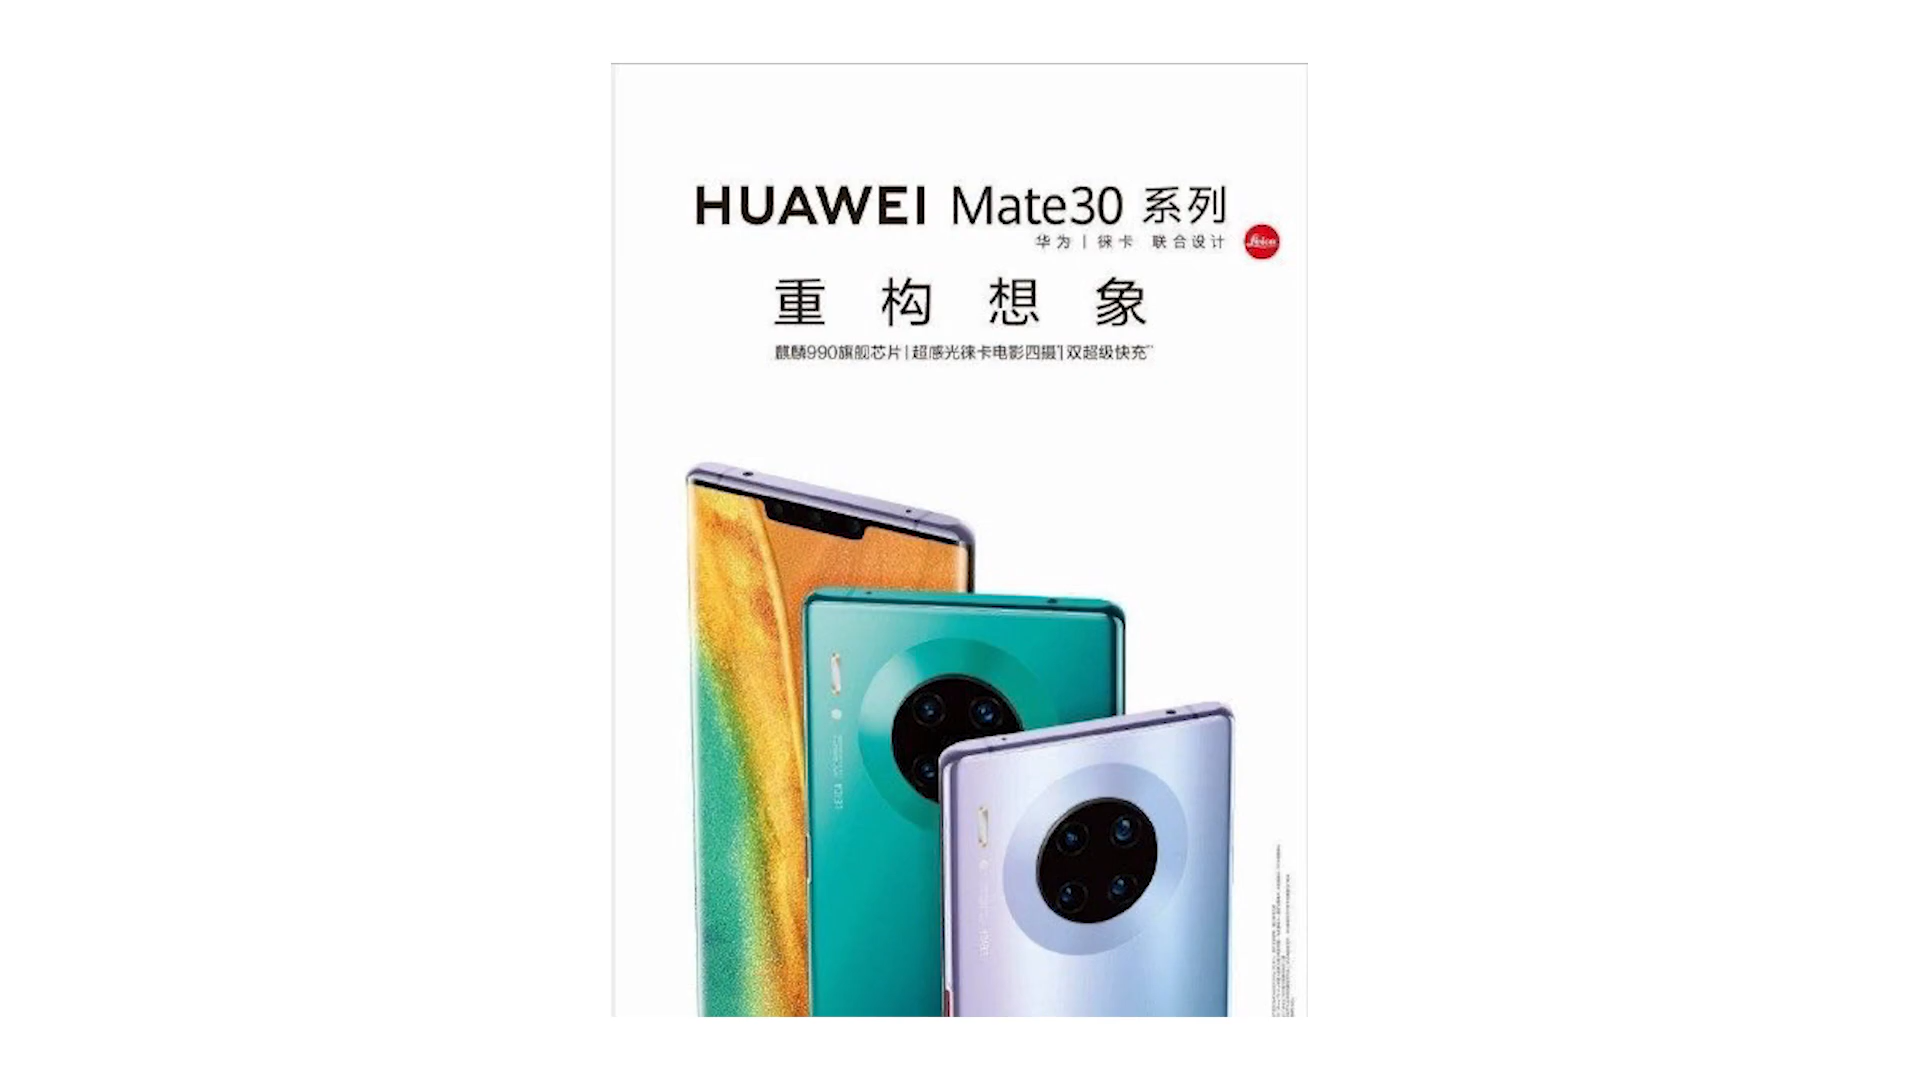 HUAWEI Mate30 系列
华为 | 徕卡 联合设计
Leica
重构想象
麒麟990旗舰芯片|超感光徕卡电影四摄*|双超级快充**